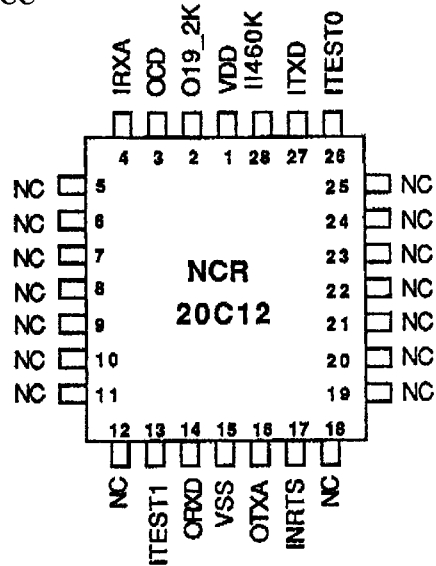 IRXA OCD O19_2K VDD II460K ITXD ITEST0
4 3 2 1 28 27 26
NC 5 25 NC
NC 6 24 NC
NC 7 23 NC
NC 8 22 NC
NC 9 21 NC
NC 10 20 NC
NC 11 19 NC
NCR
20C12
12 13 14 15 16 17 18
NC ITEST1 ORXD VSS OTXA INRTS NC